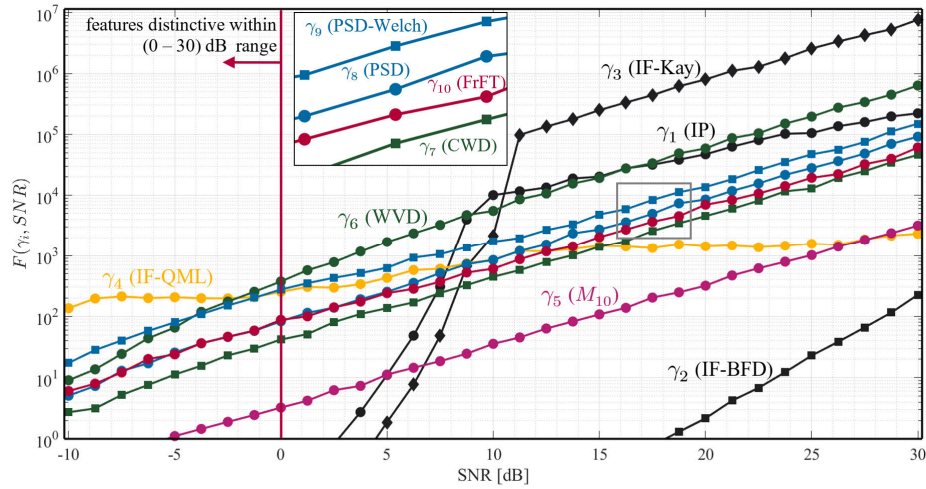 features distinctive within
(0 – 30) dB range
γ9 (PSD-Welch)
γ8 (PSD)
γ10 (FrFT)
γ7 (CWD)
γ3 (IF-Kay)
γ1 (IP)
γ6 (WVD)
γ4 (IF-QML)
γ5 (M10)
γ2 (IF-BFD)
F(γi, SNR)
10^7
10^6
10^5
10^4
10^3
10^2
10^1
10^0
-10 -5 0 5 10 15 20 25 30
SNR [dB]